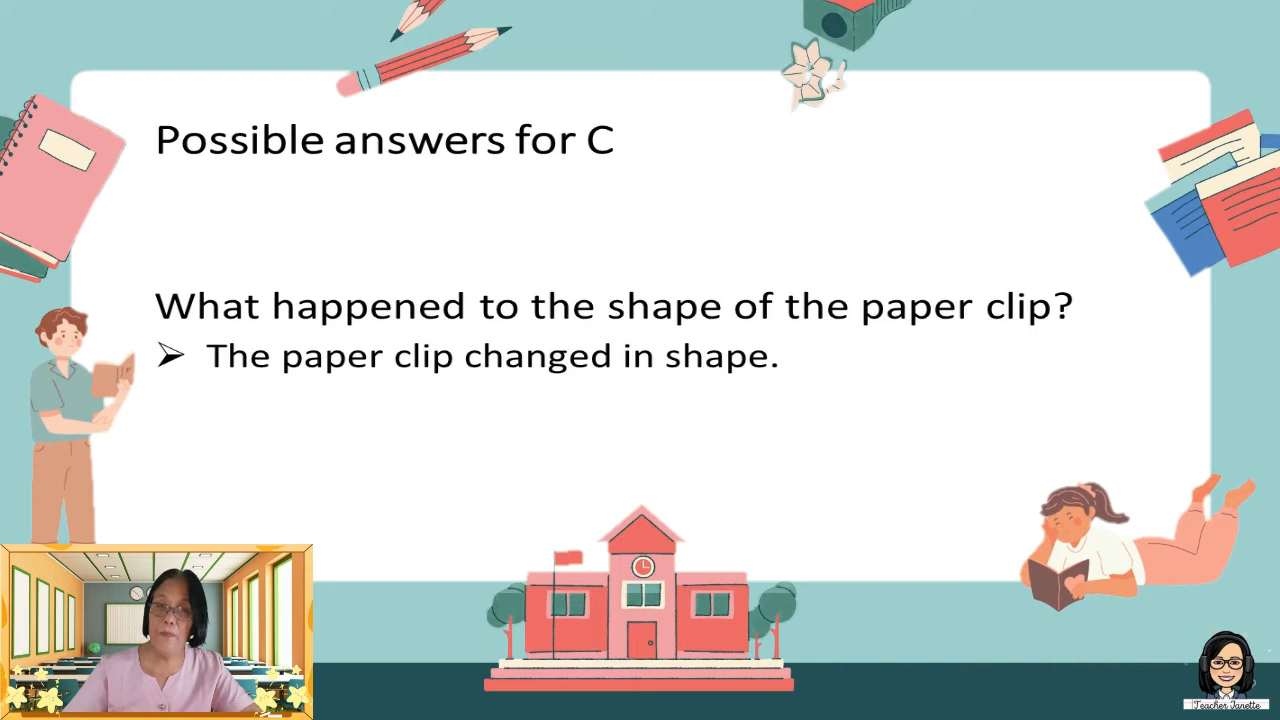 Possible answers for C
What happened to the shape of the paper clip?
The paper clip changed in shape.
Teacher Janette